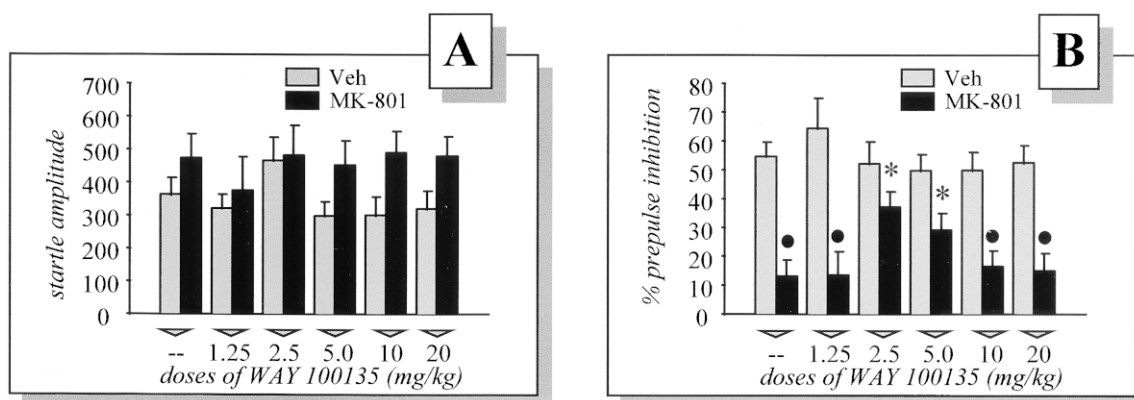 A
startle amplitude
700
600
500
400
300
200
100
0
Veh
MK-801
-- 1.25 2.5 5.0 10 20
doses of WAY 100135 (mg/kg)
B
% prepulse inhibition
80
70
60
50
40
30
20
10
0
Veh
MK-801
* *
-- 1.25 2.5 5.0 10 20
doses of WAY 100135 (mg/kg)